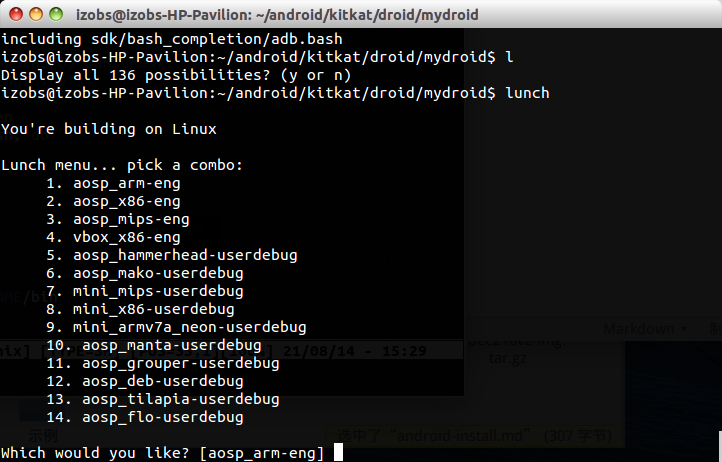 izobs@izobs-HP-Pavilion: ~/android/kitkat/droid/mydroid
including sdk/bash_completion/adb.bash
izobs@izobs-HP-Pavilion:~/android/kitkat/droid/mydroid$ l
Display all 136 possibilities? (y or n)
izobs@izobs-HP-Pavilion:~/android/kitkat/droid/mydroid$ lunch
You're building on Linux
Lunch menu... pick a combo:
1. aosp_arm-eng
2. aosp_x86-eng
3. aosp_mips-eng
4. vbox_x86-eng
5. aosp_hammerhead-userdebug
6. aosp_mako-userdebug
7. mini_mips-userdebug
8. mini_x86-userdebug
9. mini_armv7a_neon-userdebug
Markdown
10. aosp_manta-userdebug
21/08/14 - 15:29
tar.gz
11. aosp_grouper-userdebug
12. aosp_deb-userdebug
13. aosp_tilapia-userdebug
14. aosp_flo-userdebug
示例
选中了“android-install.md” (307 字节)
Which would you like? [aosp_arm-eng]